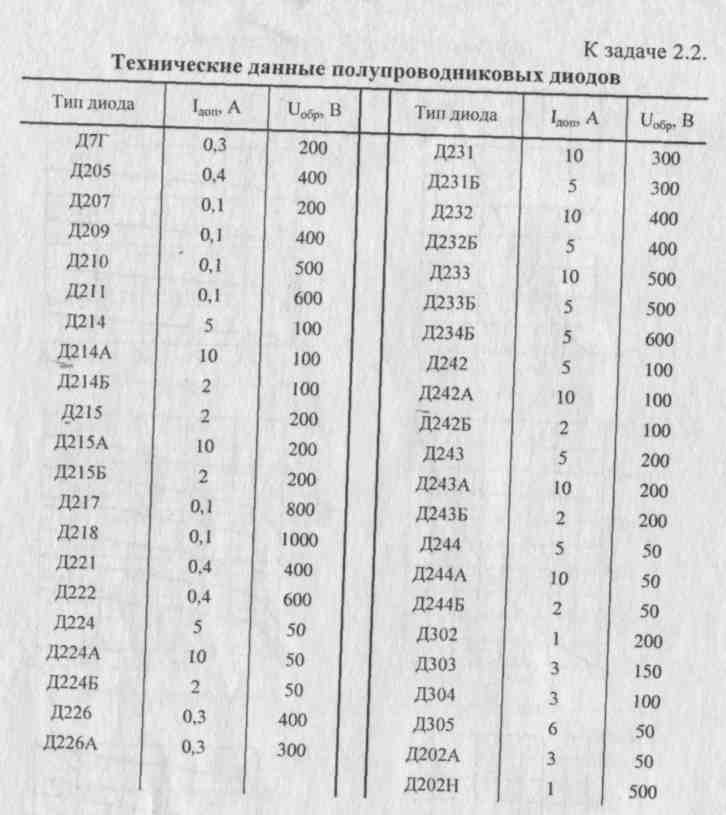 К задаче 2.2.
Технические данные полупроводниковых диодов
Тип диода Iдоп, А Uобр, В Тип диода Iдоп, А Uобр, В
Д7Г 0,3 200 Д231 10 300
Д205 0,4 400 Д231Б 5 300
Д207 0,1 200 Д232 10 400
Д209 0,1 400 Д232Б 5 400
Д210 0,1 500 Д233 10 500
Д211 0,1 600 Д233Б 5 500
Д214 5 100 Д234Б 5 600
Д214А 10 100 Д242 5 100
Д214Б 2 100 Д242А 10 100
Д215 2 200 Д242Б 2 100
Д215А 10 200 Д243 5 200
Д215Б 2 200 Д243А 10 200
Д217 0,1 800 Д243Б 2 200
Д218 0,1 1000 Д244 5 50
Д221 0,4 400 Д244А 10 50
Д222 0,4 600 Д244Б 2 50
Д224 5 50 Д302 1 200
Д224А 10 50 Д303 3 150
Д224Б 2 50 Д304 3 100
Д226 0,3 400 Д305 6 50
Д226А 0,3 300 Д202А 3 50
Д202Н 1 500